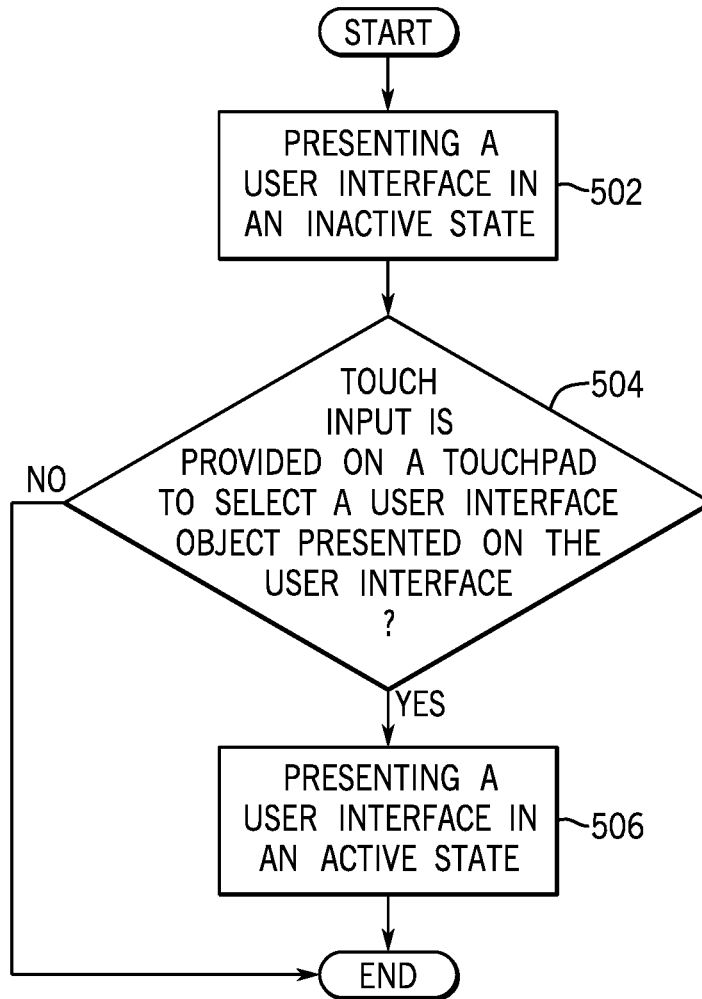 START
PRESENTING A
USER INTERFACE IN
AN INACTIVE STATE
502
TOUCH
INPUT IS
PROVIDED ON A TOUCHPAD
TO SELECT A USER INTERFACE
OBJECT PRESENTED ON THE
USER INTERFACE
?
504
NO
YES
PRESENTING A
USER INTERFACE IN
AN ACTIVE STATE
506
END